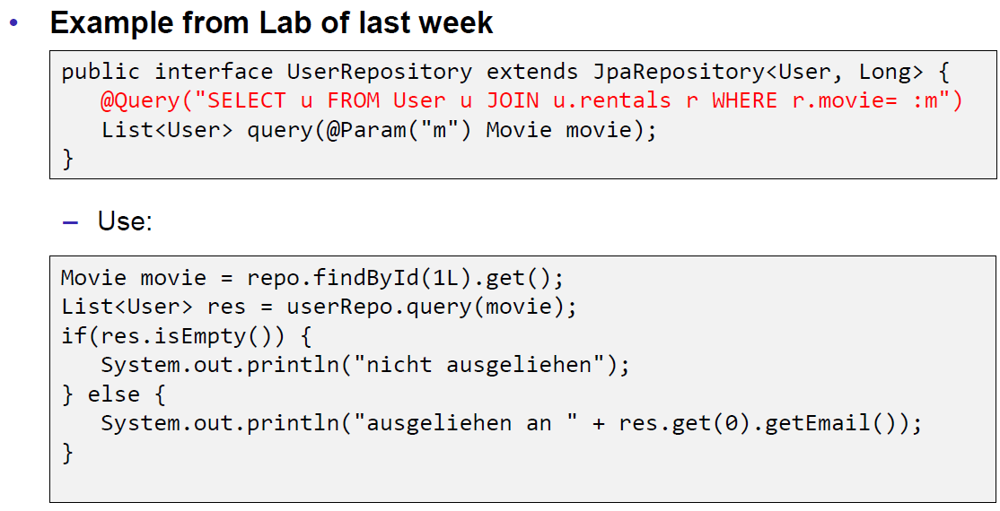 • Example from Lab of last week
public interface UserRepository extends JpaRepository<User, Long> {
   @Query("SELECT u FROM User u JOIN u.rentals r WHERE r.movie= :m")
   List<User> query(@Param("m") Movie movie);
}
– Use:
Movie movie = repo.findById(1L).get();
List<User> res = userRepo.query(movie);
if(res.isEmpty()) {
   System.out.println("nicht ausgeliehen");
} else {
   System.out.println("ausgeliehen an " + res.get(0).getEmail());
}